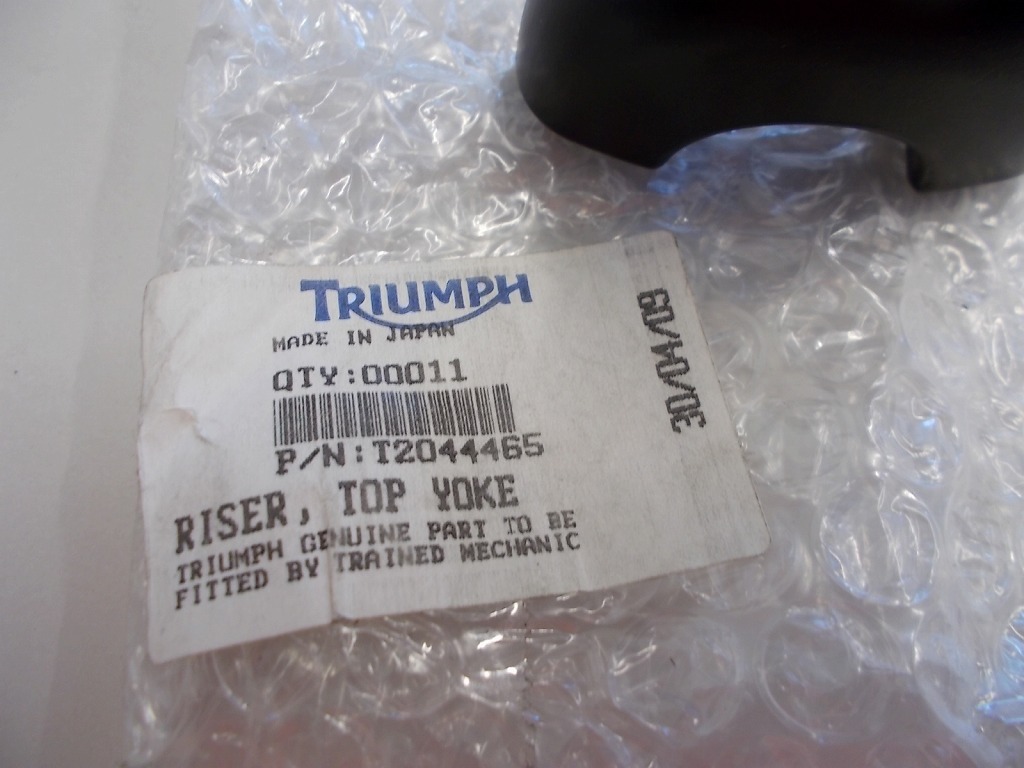 TRIUMPH
MADE IN JAPAN
QTY:00011
P/N:T2044465
RISER, TOP YOKE
TRIUMPH GENUINE PART TO BE
FITTED BY TRAINED MECHANIC
30/04/09